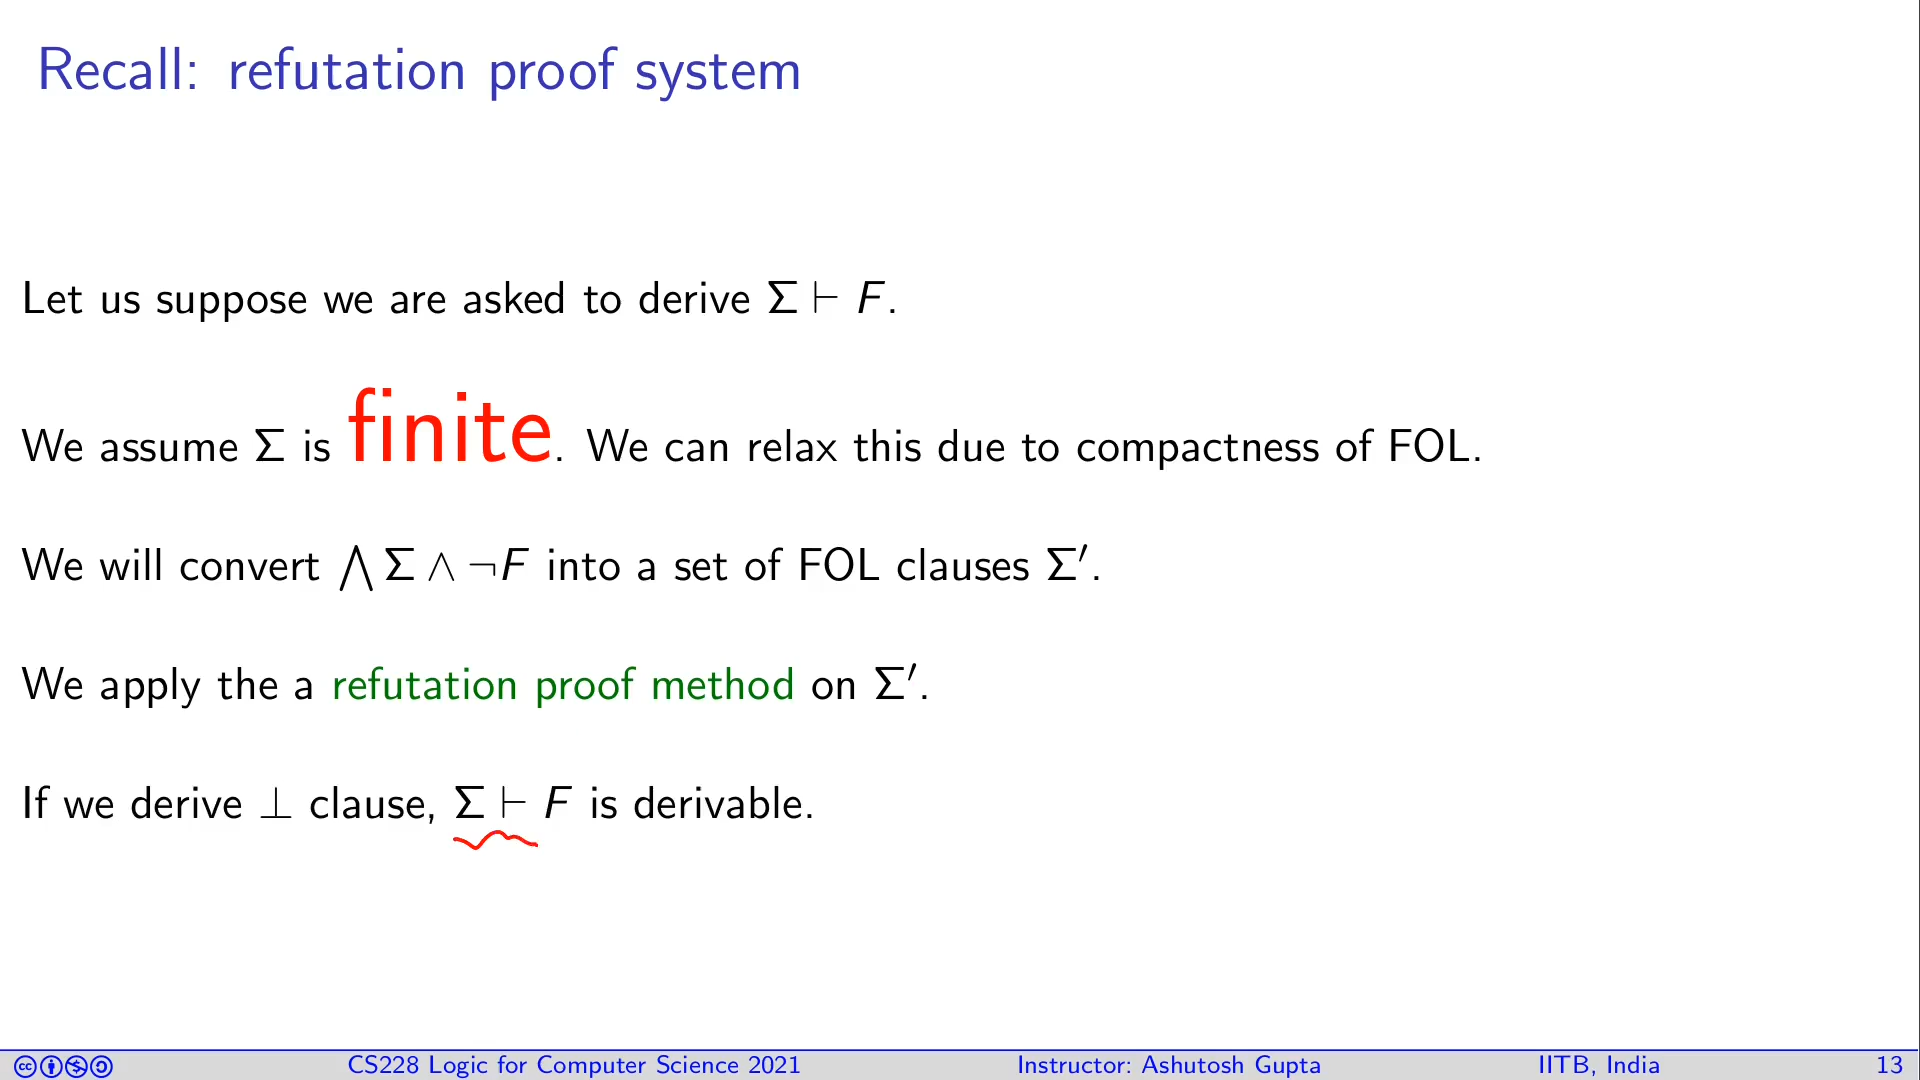 Recall: refutation proof system
Let us suppose we are asked to derive Σ ⊢ F.
We assume Σ is finite. We can relax this due to compactness of FOL.
We will convert ⋀ Σ ∧ ¬F into a set of FOL clauses Σ′.
We apply the a refutation proof method on Σ′.
If we derive ⊥ clause, Σ ⊢ F is derivable.
CS228 Logic for Computer Science 2021 Instructor: Ashutosh Gupta IITB, India 13